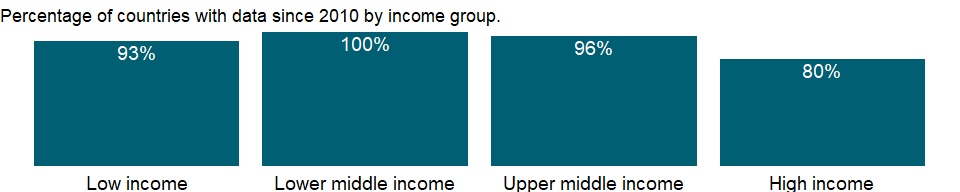 Percentage of countries with data since 2010 by income group.
93%
100%
96%
80%
Low income
Lower middle income
Upper middle income
High income